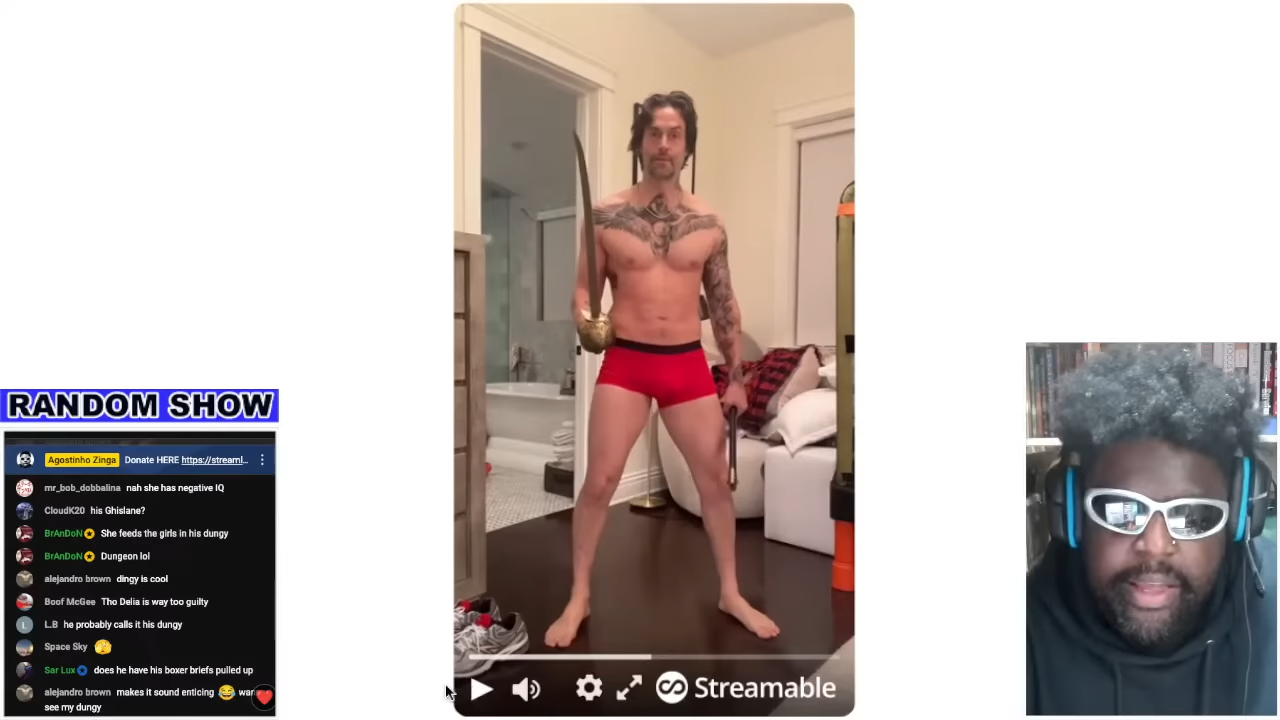 Streamable
RANDOM SHOW
Agostinho Zinga Donate HERE https://streaml...
mr_bob_dobbalina nah she has negative IQ
CloudK20 his Ghislane?
BrAnDoN She feeds the girls in his dungy
BrAnDoN Dungeon lol
alejandro brown dingy is cool
Boof McGee Tho Delia is way too guilty
L L.B he probably calls it his dungy
Space Sky
Sar Lux does he have his boxer briefs pulled up
alejandro brown makes it sound enticing
see my dungy